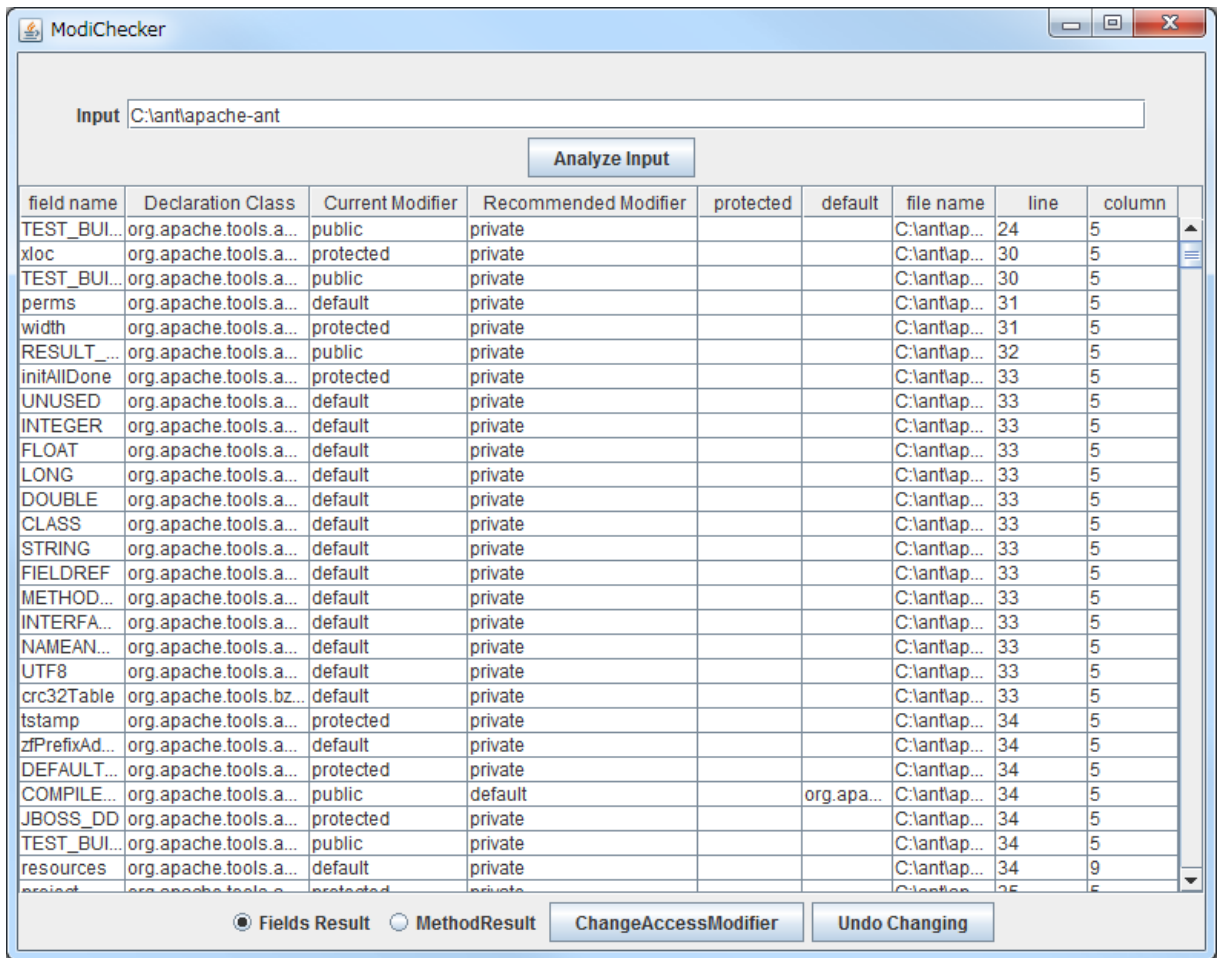 ModiChecker
Input C:\ant\apache-ant
Analyze Input
field name Declaration Class Current Modifier Recommended Modifier protected default file name line column
TEST_BUI... org.apache.tools.a... public private C:\ant\ap... 24 5
xloc org.apache.tools.a... protected private C:\ant\ap... 30 5
TEST_BUI... org.apache.tools.a... public private C:\ant\ap... 30 5
perms org.apache.tools.a... default private C:\ant\ap... 31 5
width org.apache.tools.a... protected private C:\ant\ap... 31 5
RESULT_... org.apache.tools.a... public private C:\ant\ap... 32 5
initAllDone org.apache.tools.a... protected private C:\ant\ap... 33 5
UNUSED org.apache.tools.a... default private C:\ant\ap... 33 5
INTEGER org.apache.tools.a... default private C:\ant\ap... 33 5
FLOAT org.apache.tools.a... default private C:\ant\ap... 33 5
LONG org.apache.tools.a... default private C:\ant\ap... 33 5
DOUBLE org.apache.tools.a... default private C:\ant\ap... 33 5
CLASS org.apache.tools.a... default private C:\ant\ap... 33 5
STRING org.apache.tools.a... default private C:\ant\ap... 33 5
FIELDREF org.apache.tools.a... default private C:\ant\ap... 33 5
METHOD... org.apache.tools.a... default private C:\ant\ap... 33 5
INTERFA... org.apache.tools.a... default private C:\ant\ap... 33 5
NAMEAN... org.apache.tools.a... default private C:\ant\ap... 33 5
UTF8 org.apache.tools.a... default private C:\ant\ap... 33 5
crc32Table org.apache.tools.bz... default private C:\ant\ap... 33 5
tstamp org.apache.tools.a... protected private C:\ant\ap... 34 5
zfPrefixAd... org.apache.tools.a... default private C:\ant\ap... 34 5
DEFAULT... org.apache.tools.a... protected private C:\ant\ap... 34 5
COMPILE... org.apache.tools.a... public default org.apa... C:\ant\ap... 34 5
JBOSS_DD org.apache.tools.a... protected private C:\ant\ap... 34 5
TEST_BUI... org.apache.tools.a... public private C:\ant\ap... 34 5
resources org.apache.tools.a... default private C:\ant\ap... 34 9
project org.apache.tools.a... protected private C:\ant\ap... 35 5
Fields Result MethodResult ChangeAccessModifier Undo Changing